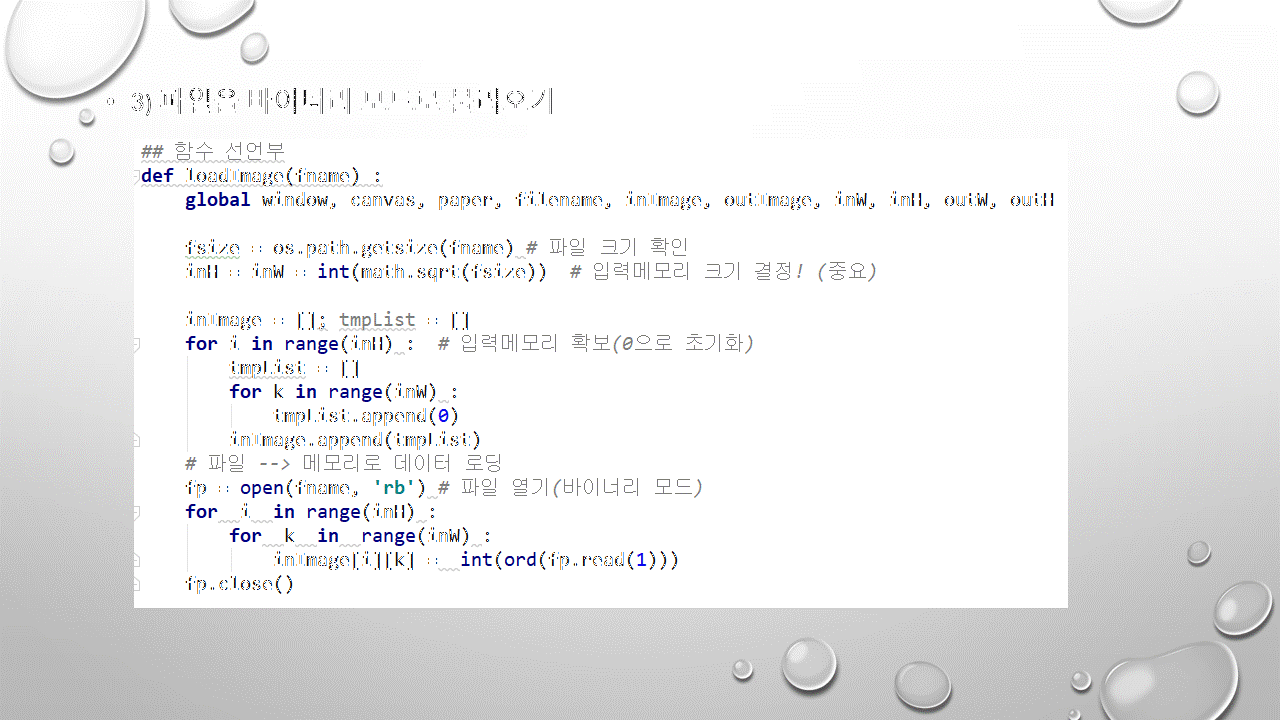 • 3) 파일을 바이너리 모드로 불러오기
## 함수 선언부
def loadImage(fname) :
global window, canvas, paper, filename, inImage, outImage, inW, inH, outW, outH
fsize = os.path.getsize(fname) # 파일 크기 확인
inH = inW = int(math.sqrt(fsize)) # 입력메모리 크기 결정! (중요)
inImage = []; tmpList = []
for i in range(inH) : # 입력메모리 확보(0으로 초기화)
tmpList = []
for k in range(inW) :
tmpList.append(0)
inImage.append(tmpList)
# 파일 --> 메모리로 데이터 로딩
fp = open(fname, 'rb') # 파일 열기(바이너리 모드)
for i in range(inH) :
for k in range(inW) :
inImage[i][k] = int(ord(fp.read(1)))
fp.close()